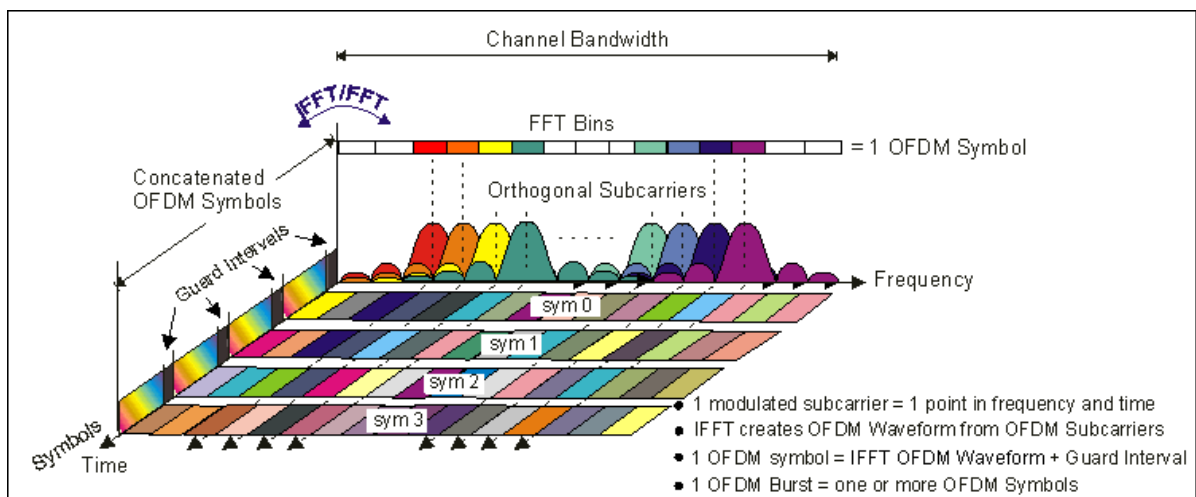 Channel Bandwidth
IFFT/FFT
FFT Bins
= 1 OFDM Symbol
Concatenated
OFDM Symbols
Orthogonal Subcarriers
Guard Intervals
Frequency
sym 0
sym 1
sym 2
sym 3
Symbols
Time
● 1 modulated subcarrier = 1 point in frequency and time
● IFFT creates OFDM Waveform from OFDM Subcarriers
● 1 OFDM symbol = IFFT OFDM Waveform + Guard Interval
● 1 OFDM Burst = one or more OFDM Symbols